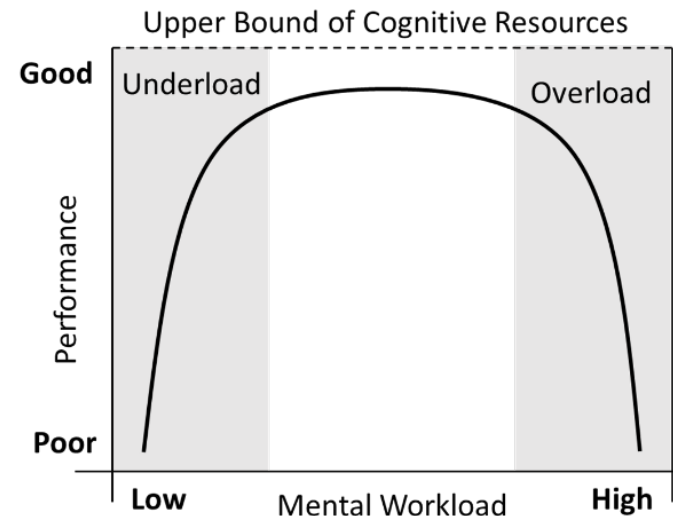 Upper Bound of Cognitive Resources
Good
Underload
Overload
Performance
Poor
Low
Mental Workload
High